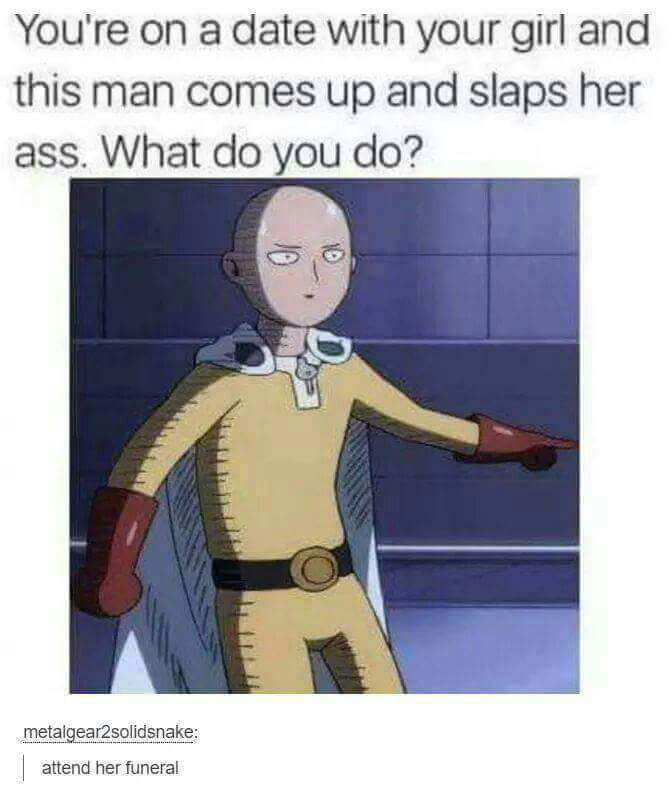 You're on a date with your girl and
this man comes up and slaps her
ass. What do you do?
metalgear2solidsnake:
attend her funeral